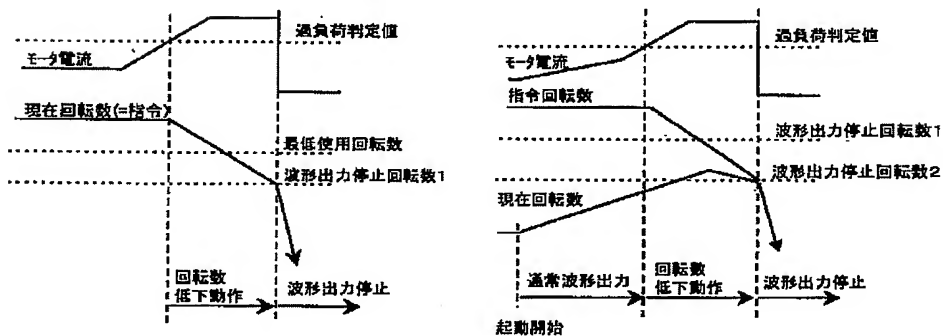 過負荷判定値
モータ電流
現在回転数(=指令)
最低使用回転数
波形出力停止回転数1
回転数
低下動作
波形出力停止
過負荷判定値
モータ電流
指令回転数
波形出力停止回転数1
波形出力停止回転数2
現在回転数
通常波形出力
回転数
低下動作
波形出力停止
起動開始